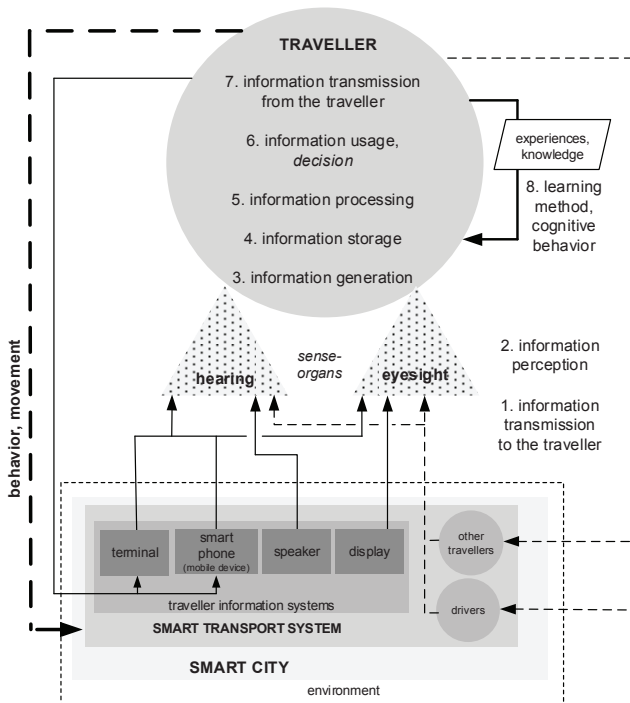 TRAVELLER
7. information transmission
from the traveller
6. information usage,
decision
5. information processing
4. information storage
3. information generation
experiences,
knowledge
8. learning
method,
cognitive
behavior
hearing
sense-
organs
eyesight
2. information
perception
1. information
transmission
to the traveller
behavior, movement
terminal
smart
phone
(mobile device)
speaker
display
other
travellers
drivers
traveller information systems
SMART TRANSPORT SYSTEM
SMART CITY
environment